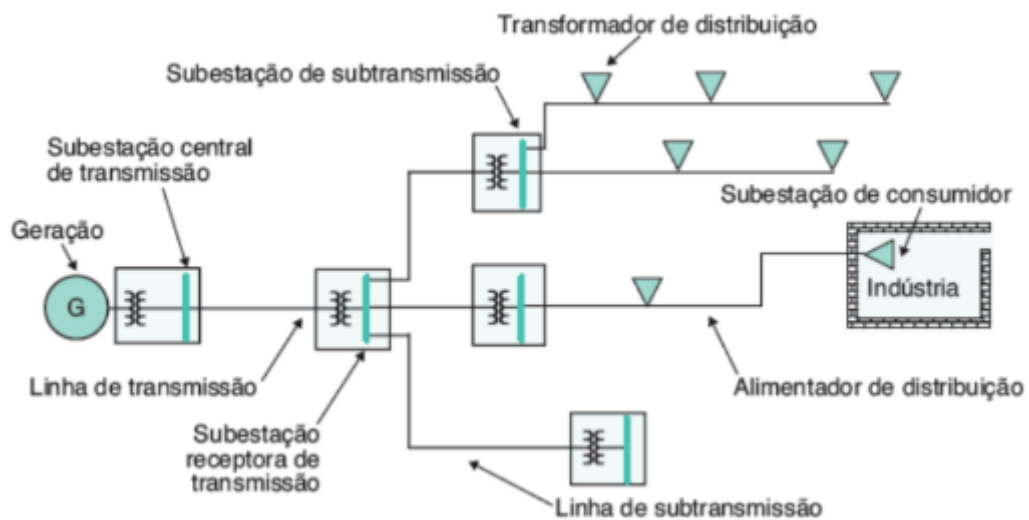 Transformador de distribuição
Subestação de subtransmissão
Subestação central
de transmissão
Subestação de consumidor
Geração
G
Indústria
Linha de transmissão
Alimentador de distribuição
Subestação
receptora de
transmissão
Linha de subtransmissão